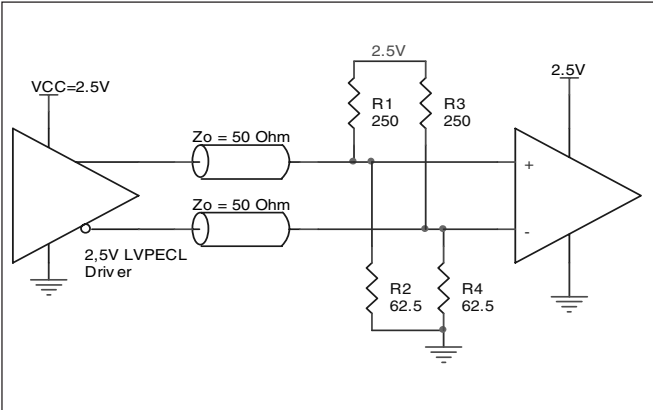 2.5V
2.5V
VCC=2.5V
R1
250
R3
250
Zo = 50 Ohm
+
Zo = 50 Ohm
-
2,5V LVPECL
Driver
R2
62.5
R4
62.5